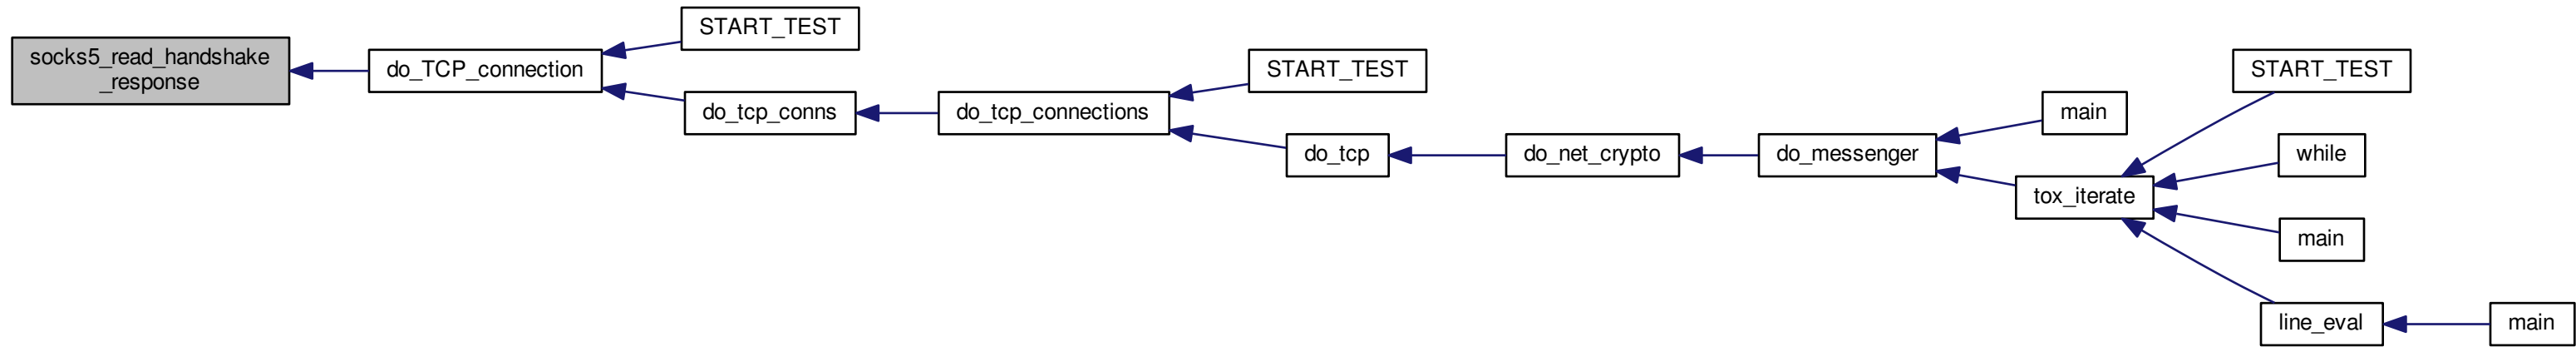 socks5_read_handshake
_response
do_TCP_connection
START_TEST
do_tcp_conns
do_tcp_connections
START_TEST
do_tcp
do_net_crypto
do_messenger
main
tox_iterate
START_TEST
while
main
line_eval
main